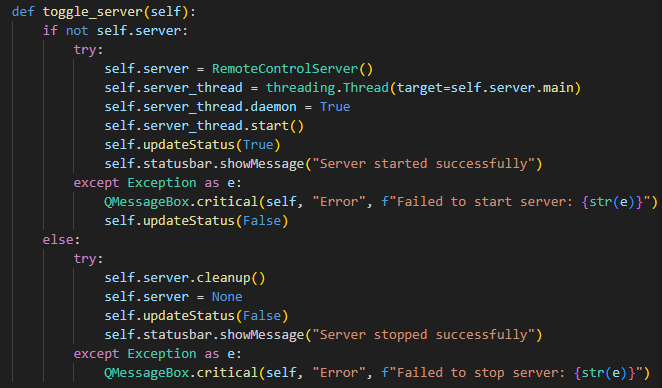 def toggle_server(self):
    if not self.server:
        try:
            self.server = RemoteControlServer()
            self.server_thread = threading.Thread(target=self.server.main)
            self.server_thread.daemon = True
            self.server_thread.start()
            self.updateStatus(True)
            self.statusbar.showMessage("Server started successfully")
        except Exception as e:
            QMessageBox.critical(self, "Error", f"Failed to start server: {str(e)}")
            self.updateStatus(False)
    else:
        try:
            self.server.cleanup()
            self.server = None
            self.updateStatus(False)
            self.statusbar.showMessage("Server stopped successfully")
        except Exception as e:
            QMessageBox.critical(self, "Error", f"Failed to stop server: {str(e)}")